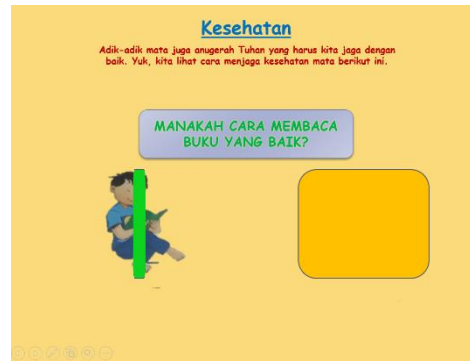 Kesehatan
Adik-adik mata juga anugerah Tuhan yang harus kita jaga dengan
baik. Yuk, kita lihat cara menjaga kesehatan mata berikut ini.
MANAKAH CARA MEMBACA
BUKU YANG BAIK?